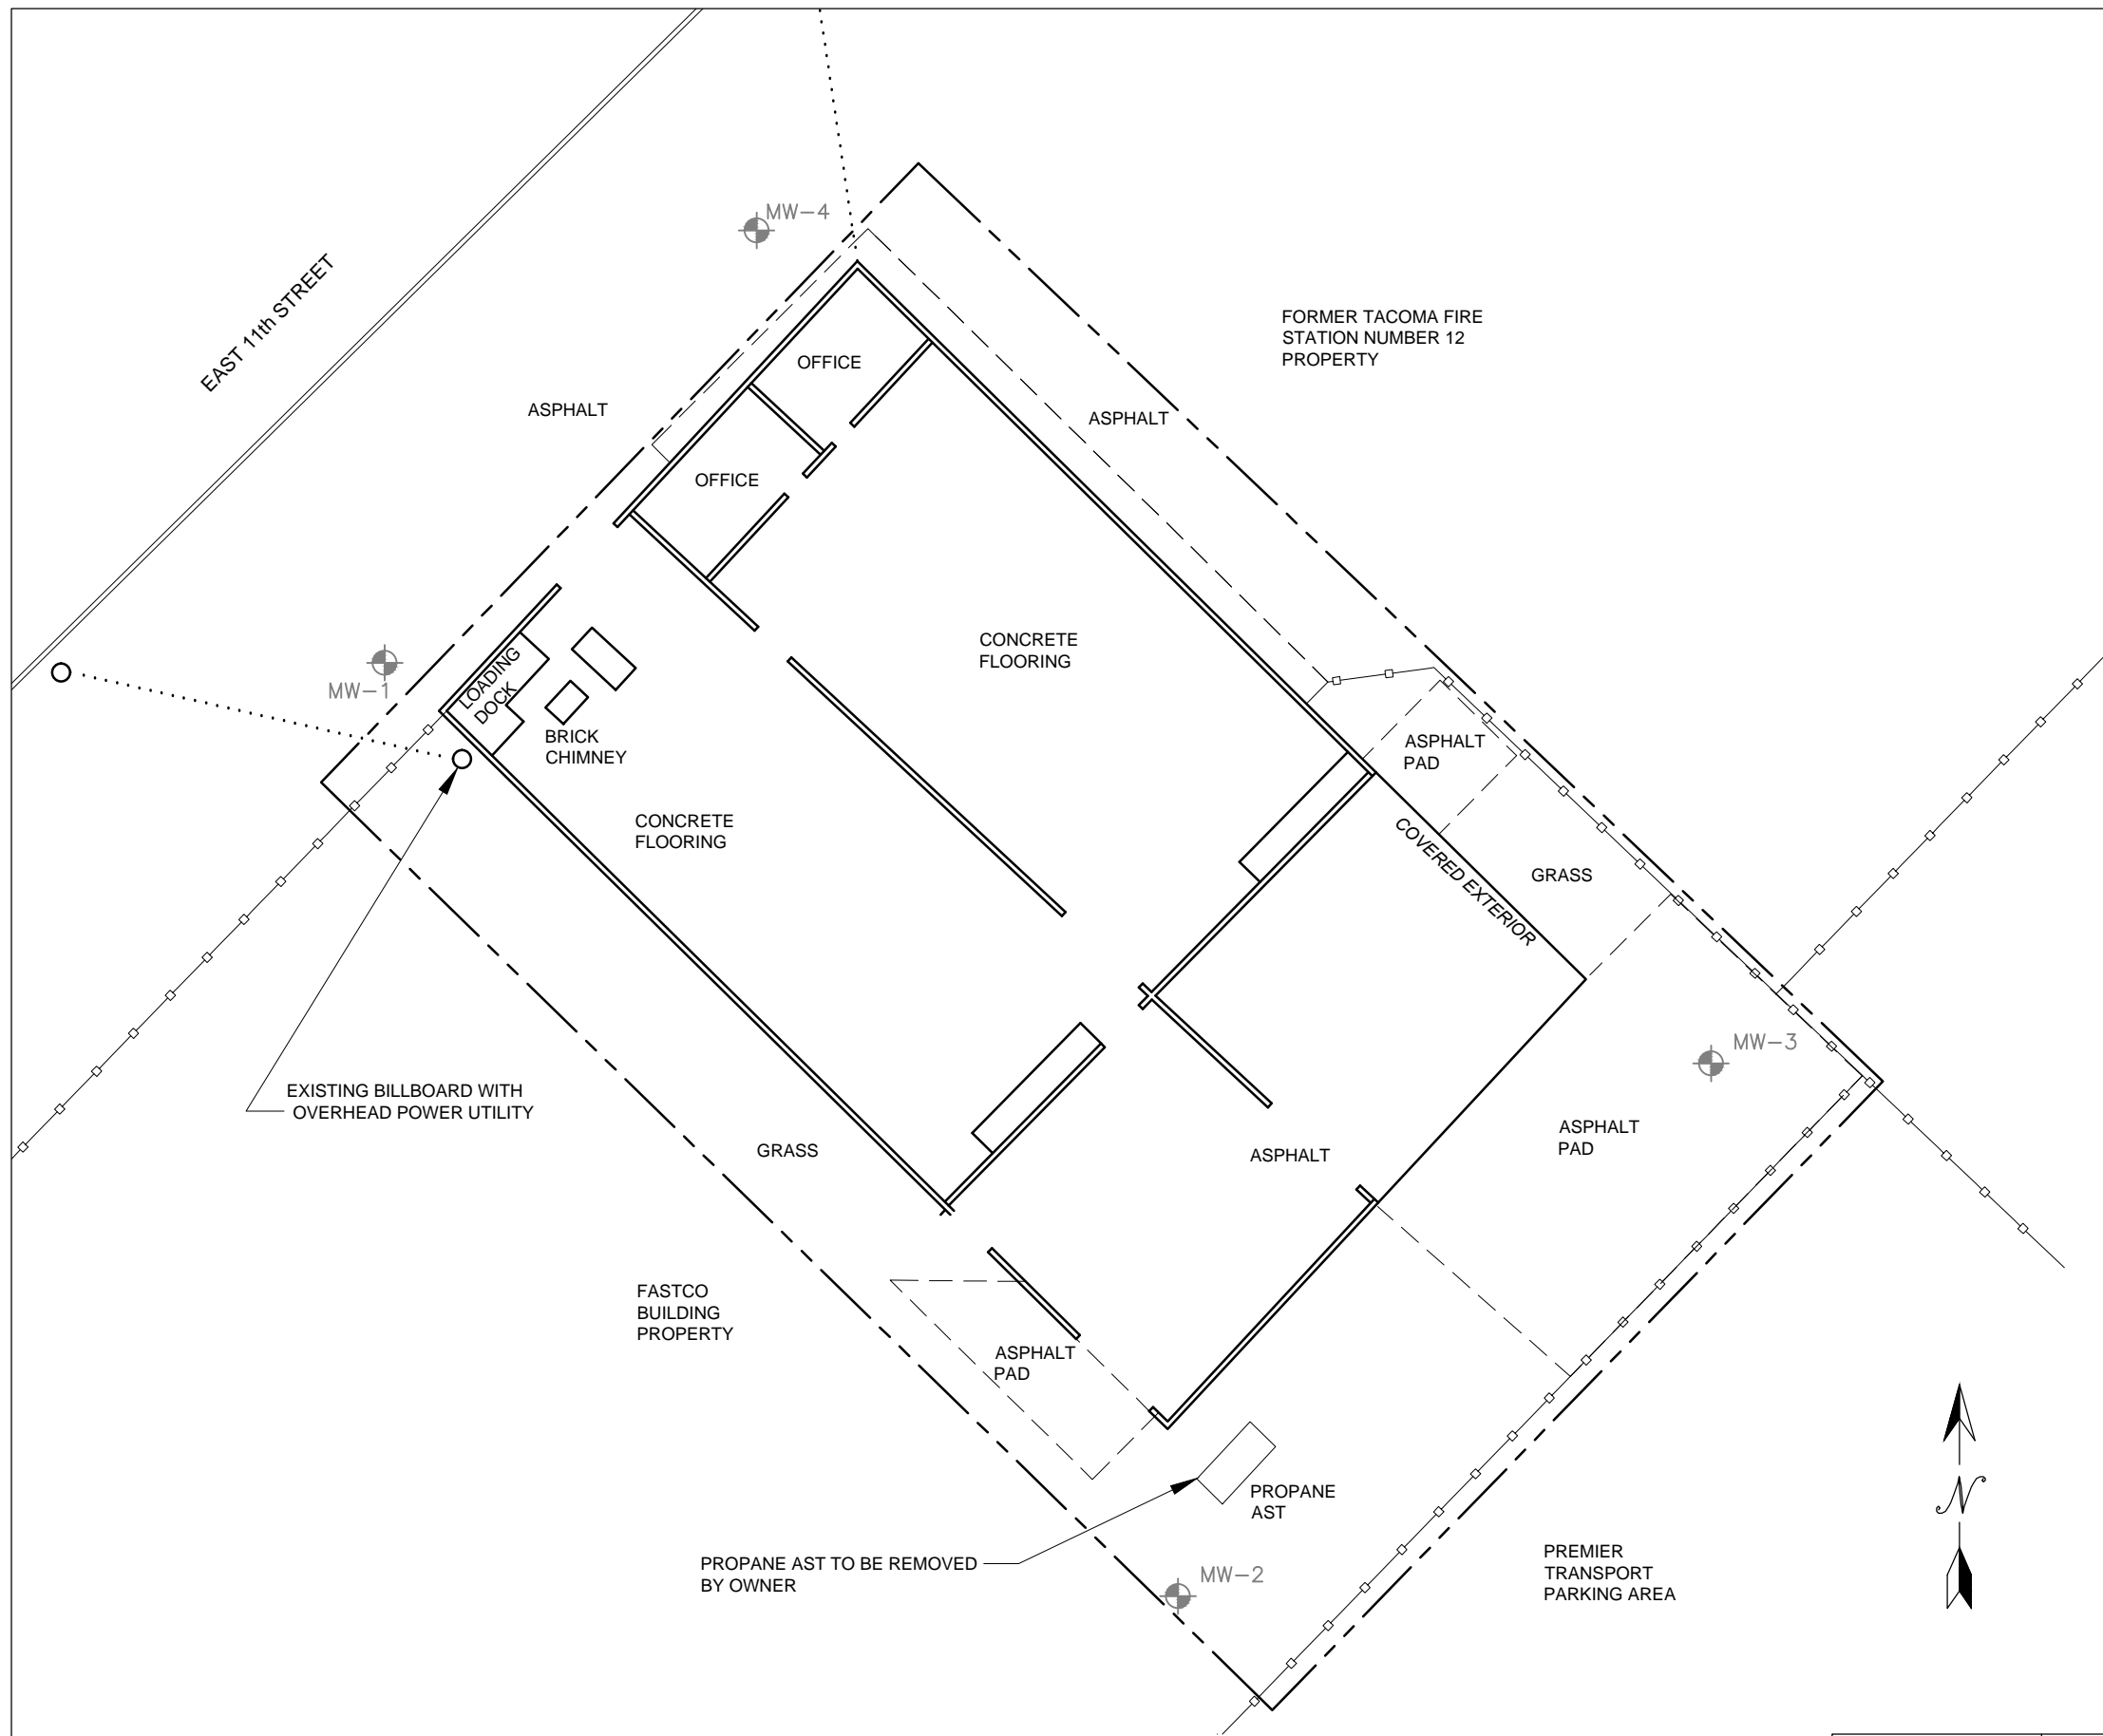 MW-4
EAST 11th STREET
FORMER TACOMA FIRE
STATION NUMBER 12
PROPERTY
OFFICE
ASPHALT
ASPHALT
OFFICE
CONCRETE
FLOORING
LOADING
DOCK
MW-1
BRICK
CHIMNEY
ASPHALT
PAD
CONCRETE
FLOORING
COVERED EXTERIOR
GRASS
MW-3
EXISTING BILLBOARD WITH
OVERHEAD POWER UTILITY
GRASS
ASPHALT
ASPHALT
PAD
FASTCO
BUILDING
PROPERTY
ASPHALT
PAD
PROPANE
AST
PROPANE AST TO BE REMOVED
BY OWNER
MW-2
PREMIER
TRANSPORT
PARKING AREA
N